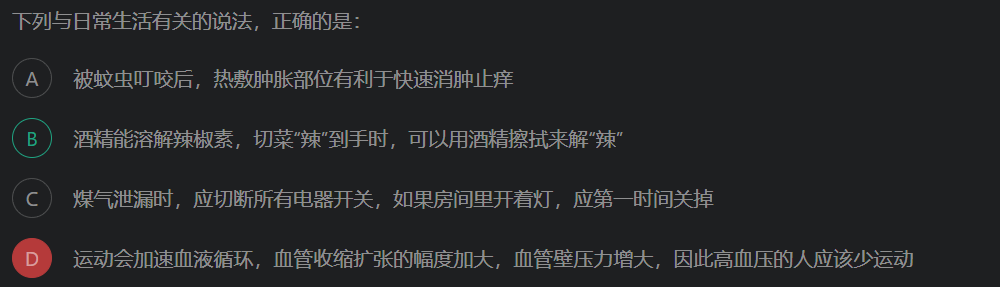 下列与日常生活有关的说法，正确的是：
A 被蚊虫叮咬后，热敷肿胀部位有利于快速消肿止痒
B 酒精能溶解辣椒素，切菜“辣”到手时，可以用酒精擦拭来解“辣”
C 煤气泄漏时，应切断所有电器开关，如果房间里开着灯，应第一时间关掉
D 运动会加速血液循环，血管收缩扩张的幅度加大，血管壁压力增大，因此高血压的人应该少运动